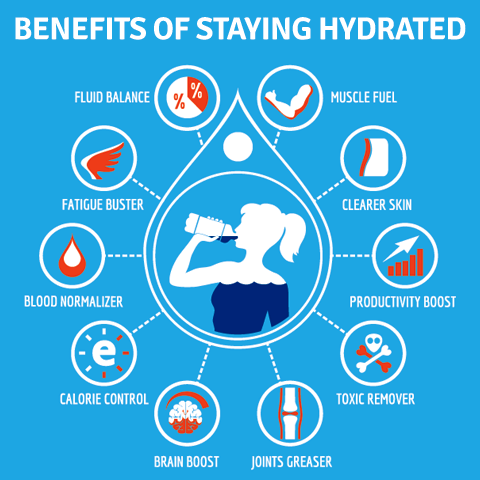 BENEFITS OF STAYING HYDRATED
FLUID BALANCE
% %
MUSCLE FUEL
FATIGUE BUSTER
CLEARER SKIN
BLOOD NORMALIZER
PRODUCTIVITY BOOST
e
CALORIE CONTROL
TOXIC REMOVER
BRAIN BOOST
JOINTS GREASER